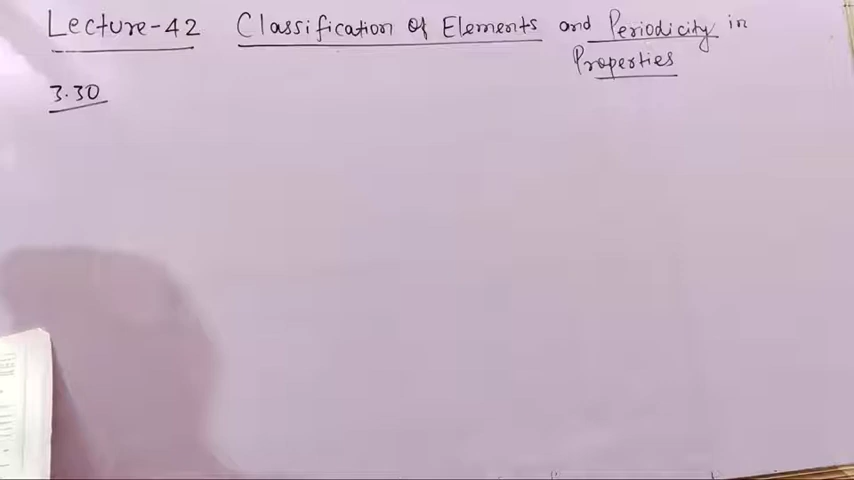 Lecture-42 Classification of Elements and Periodicity in
Properties
3.30